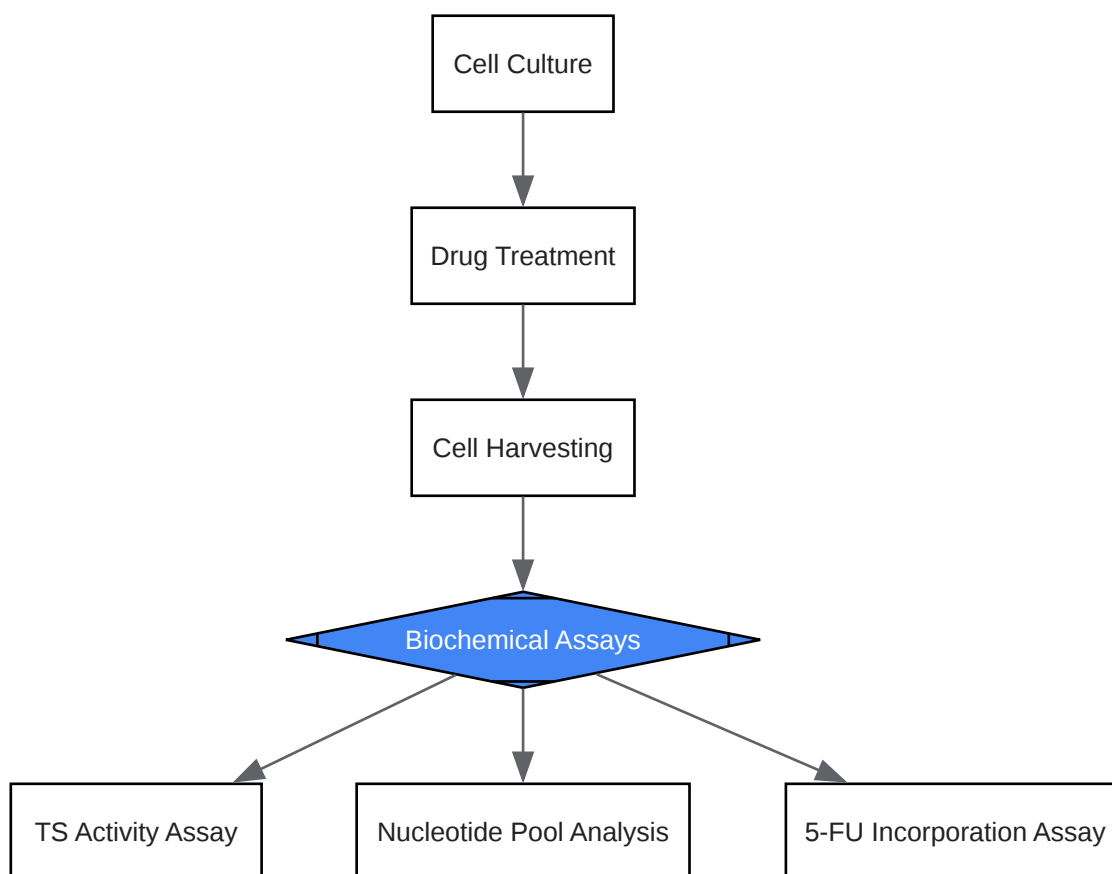 Cell Culture
Drug Treatment
Cell Harvesting
Biochemical Assays
TS Activity Assay
Nucleotide Pool Analysis
5-FU Incorporation Assay